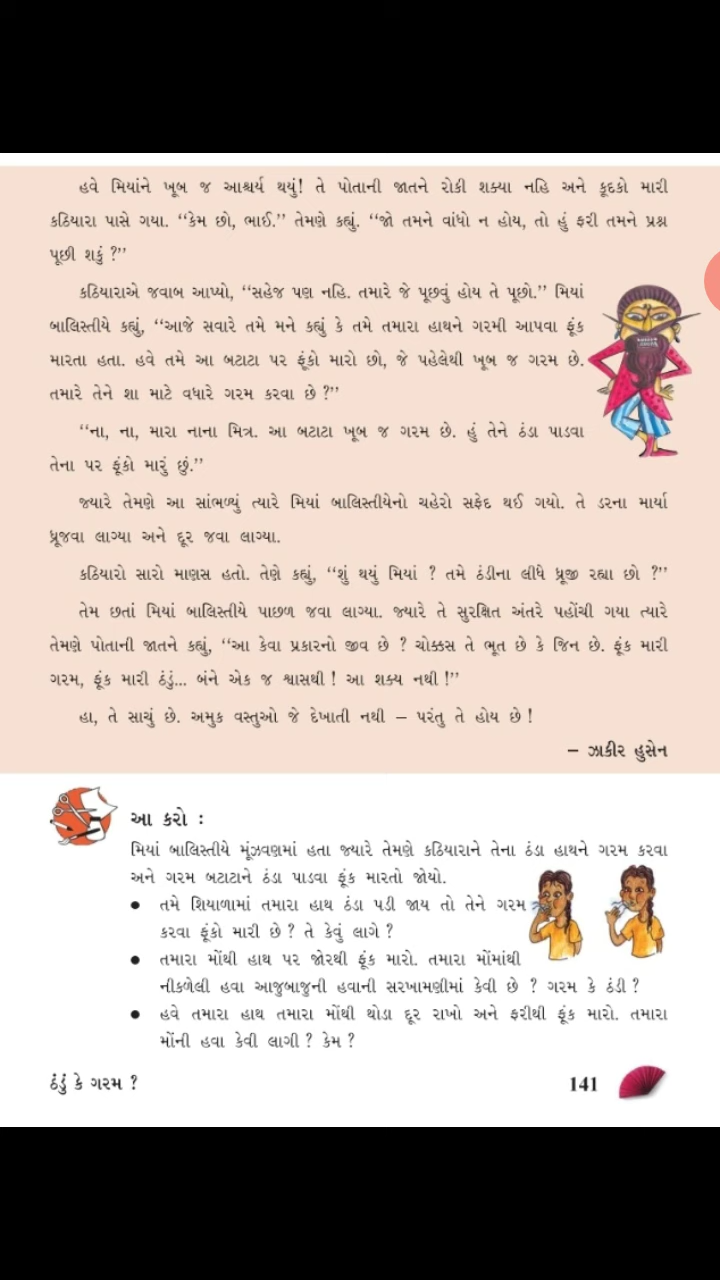 હવે મિયાંને ખૂબ જ આશ્ચર્ય થયું! તે પોતાની જાતને રોકી શક્યા નહિ અને કૂદકો મારી
કઠિયારા પાસે ગયા. “કેમ છો, ભાઈ.” તેમણે કહ્યું. “જો તમને વાંધો ન હોય, તો હું ફરી તમને પ્રશ્ન
પૂછી શકું ?”
કઠિયારાએ જવાબ આપ્યો, “સહેજ પણ નહિ. તમારે જે પૂછવું હોય તે પૂછો.” મિયાં
બાલિસ્તીયે કહ્યું, “આજે સવારે તમે મને કહ્યું કે તમે તમારા હાથને ગરમી આપવા ફૂંક
મારતા હતા. હવે તમે આ બટાટા પર ફૂંકો મારો છો, જે પહેલેથી ખૂબ જ ગરમ છે.
તમારે તેને શા માટે વધારે ગરમ કરવા છે ?”
“ના, ના, મારા નાના મિત્ર. આ બટાટા ખૂબ જ ગરમ છે. હું તેને ઠંડા પાડવા
તેના પર ફૂંકો મારું છું.”
જ્યારે તેમણે આ સાંભળ્યું ત્યારે મિયાં બાલિસ્તીયેનો ચહેરો સફેદ થઈ ગયો. તે ડરના માર્યા
ધ્રૂજવા લાગ્યા અને દૂર જવા લાગ્યા.
કઠિયારો સારો માણસ હતો. તેણે કહ્યું, “શું થયું મિયાં ? તમે ઠંડીના લીધે ધ્રૂજી રહ્યા છો ?”
તેમ છતાં મિયાં બાલિસ્તીયે પાછળ જવા લાગ્યા. જ્યારે તે સુરક્ષિત અંતરે પહોંચી ગયા ત્યારે
તેમણે પોતાની જાતને કહ્યું, “આ કેવા પ્રકારનો જીવ છે ? ચોક્કસ તે ભૂત છે કે જિન છે. ફૂંક મારી
ગરમ, ફૂંક મારી ઠંડું... બંને એક જ શ્વાસથી ! આ શક્ય નથી !”
હા, તે સાચું છે. અમુક વસ્તુઓ જે દેખાતી નથી – પરંતુ તે હોય છે !
– ઝાકીર હુસેન
આ કરો :
મિયાં બાલિસ્તીયે મૂંઝવણમાં હતા જ્યારે તેમણે કઠિયારાને તેના ઠંડા હાથને ગરમ કરવા
અને ગરમ બટાટાને ઠંડા પાડવા ફૂંક મારતો જોયો.
● તમે શિયાળામાં તમારા હાથ ઠંડા પડી જાય તો તેને ગરમ
કરવા ફૂંકો મારી છે ? તે કેવું લાગે ?
● તમારા મોંથી હાથ પર જોરથી ફૂંક મારો. તમારા મોંમાંથી
નીકળેલી હવા આજુબાજુની હવાની સરખામણીમાં કેવી છે ? ગરમ કે ઠંડી ?
● હવે તમારા હાથ તમારા મોંથી થોડા દૂર રાખો અને ફરીથી ફૂંક મારો. તમારા
મોંની હવા કેવી લાગી ? કેમ ?
ઠંડું કે ગરમ ?
141